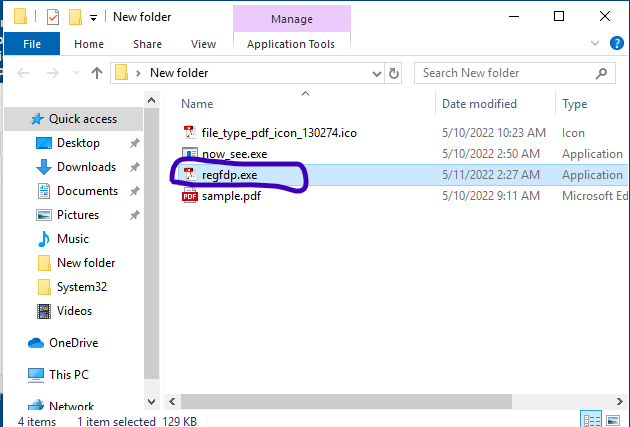 New folder
Manage
File
Home
Share
View
Application Tools
New folder
Search New folder
Name
Date modified
Type
Quick access
Desktop
Downloads
Documents
Pictures
Music
New folder
System32
Videos
OneDrive
This PC
Network
file_type_pdf_icon_130274.ico
5/10/2022 10:23 AM
Icon
now_see.exe
5/10/2022 2:50 AM
Application
regfdp.exe
5/11/2022 2:27 AM
Application
PDF
sample.pdf
5/10/2022 9:11 AM
Microsoft Ed
4 items
1 item selected
129 KB